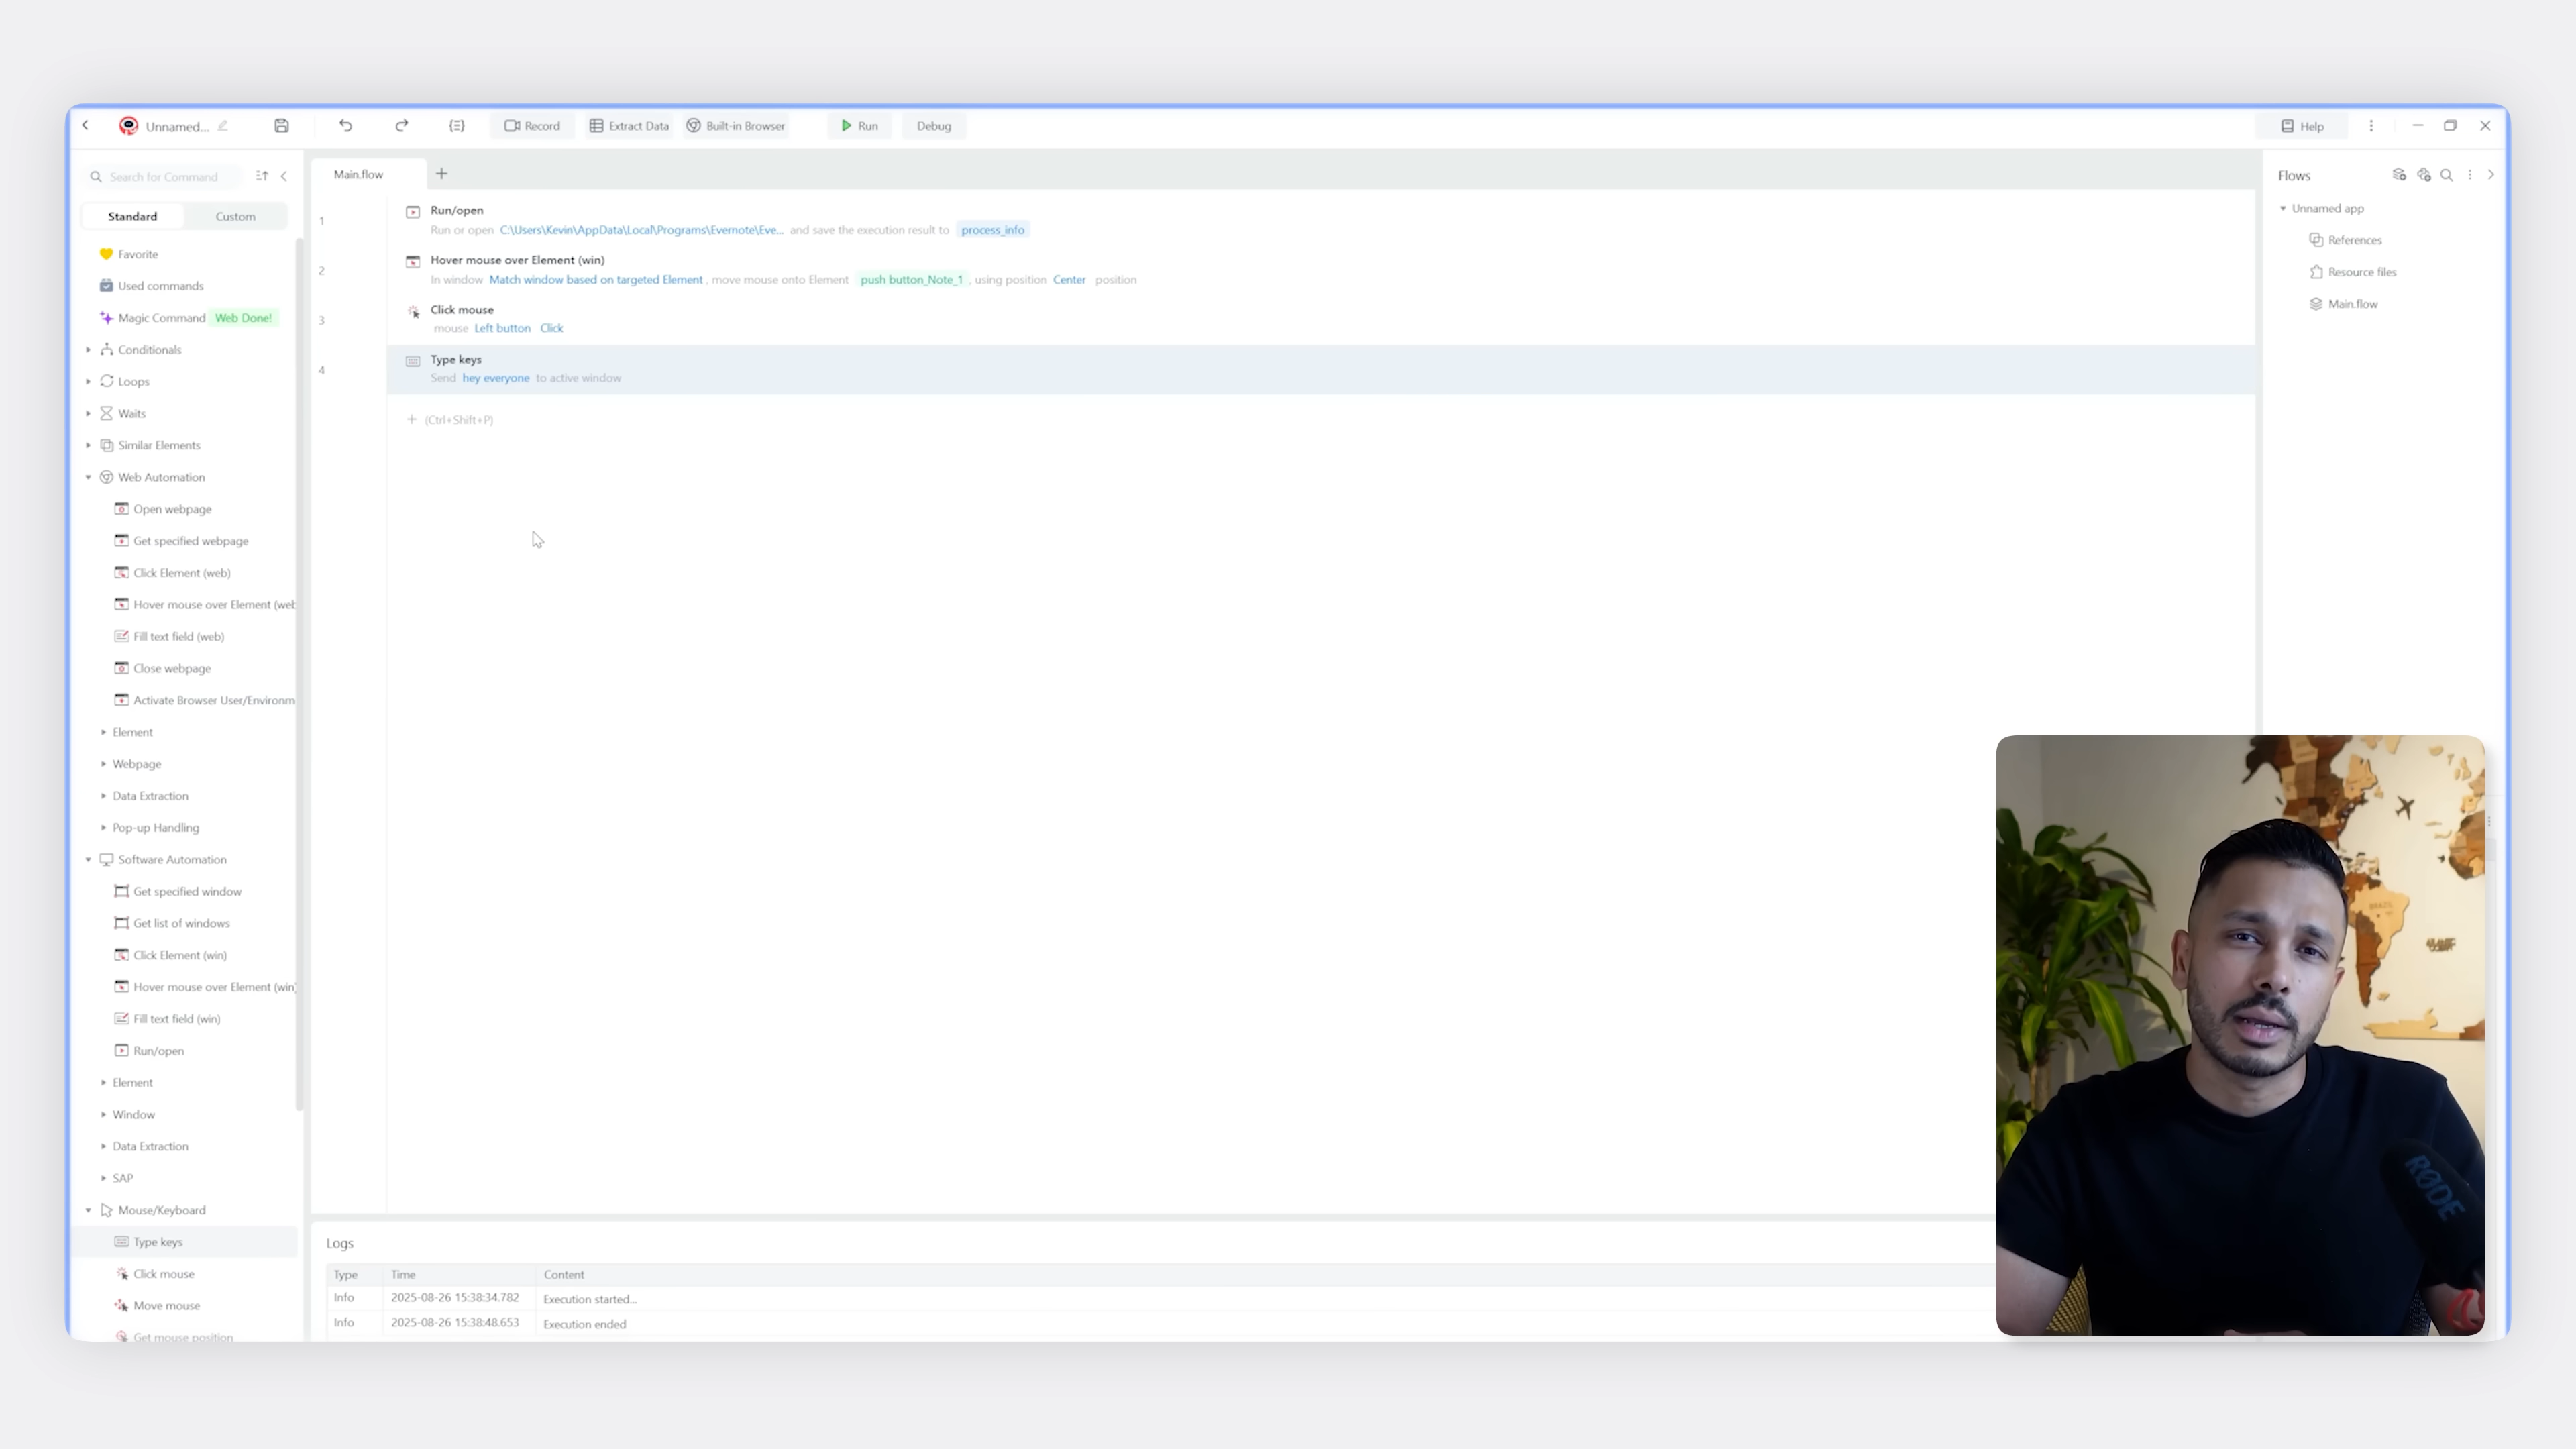 Unnamed...
Record
Extract Data
Built-in Browser
Run
Debug
Help
Search for Command
Standard
Custom
Favorite
Used commands
Magic Command Web Done!
Conditionals
Loops
Waits
Similar Elements
Web Automation
Open webpage
Get specified webpage
Click Element (web)
Hover mouse over Element (web
Fill text field (web)
Close webpage
Activate Browser User/Environm
Element
Webpage
Data Extraction
Pop-up Handling
Software Automation
Get specified window
Get list of windows
Click Element (win)
Hover mouse over Element (win)
Fill text field (win)
Run/open
Element
Window
Data Extraction
SAP
Mouse/Keyboard
Type keys
Click mouse
Move mouse
Get mouse position
Main.flow
1
Run/open
Run or open C:\Users\Kevin\AppData\Local\Programs\Evernote\Eve... and save the execution result to process_info
2
Hover mouse over Element (win)
In window Match window based on targeted Element , move mouse onto Element push button_Note_1 , using position Center position
3
Click mouse
mouse Left button Click
4
Type keys
Send hey everyone to active window
(Ctrl+Shift+P)
Logs
Type Time Content
Info 2025-08-26 15:38:34.782 Execution started...
Info 2025-08-26 15:38:48.653 Execution ended
Flows
Unnamed app
References
Resource files
Main.flow
BRAZIL
RØDE